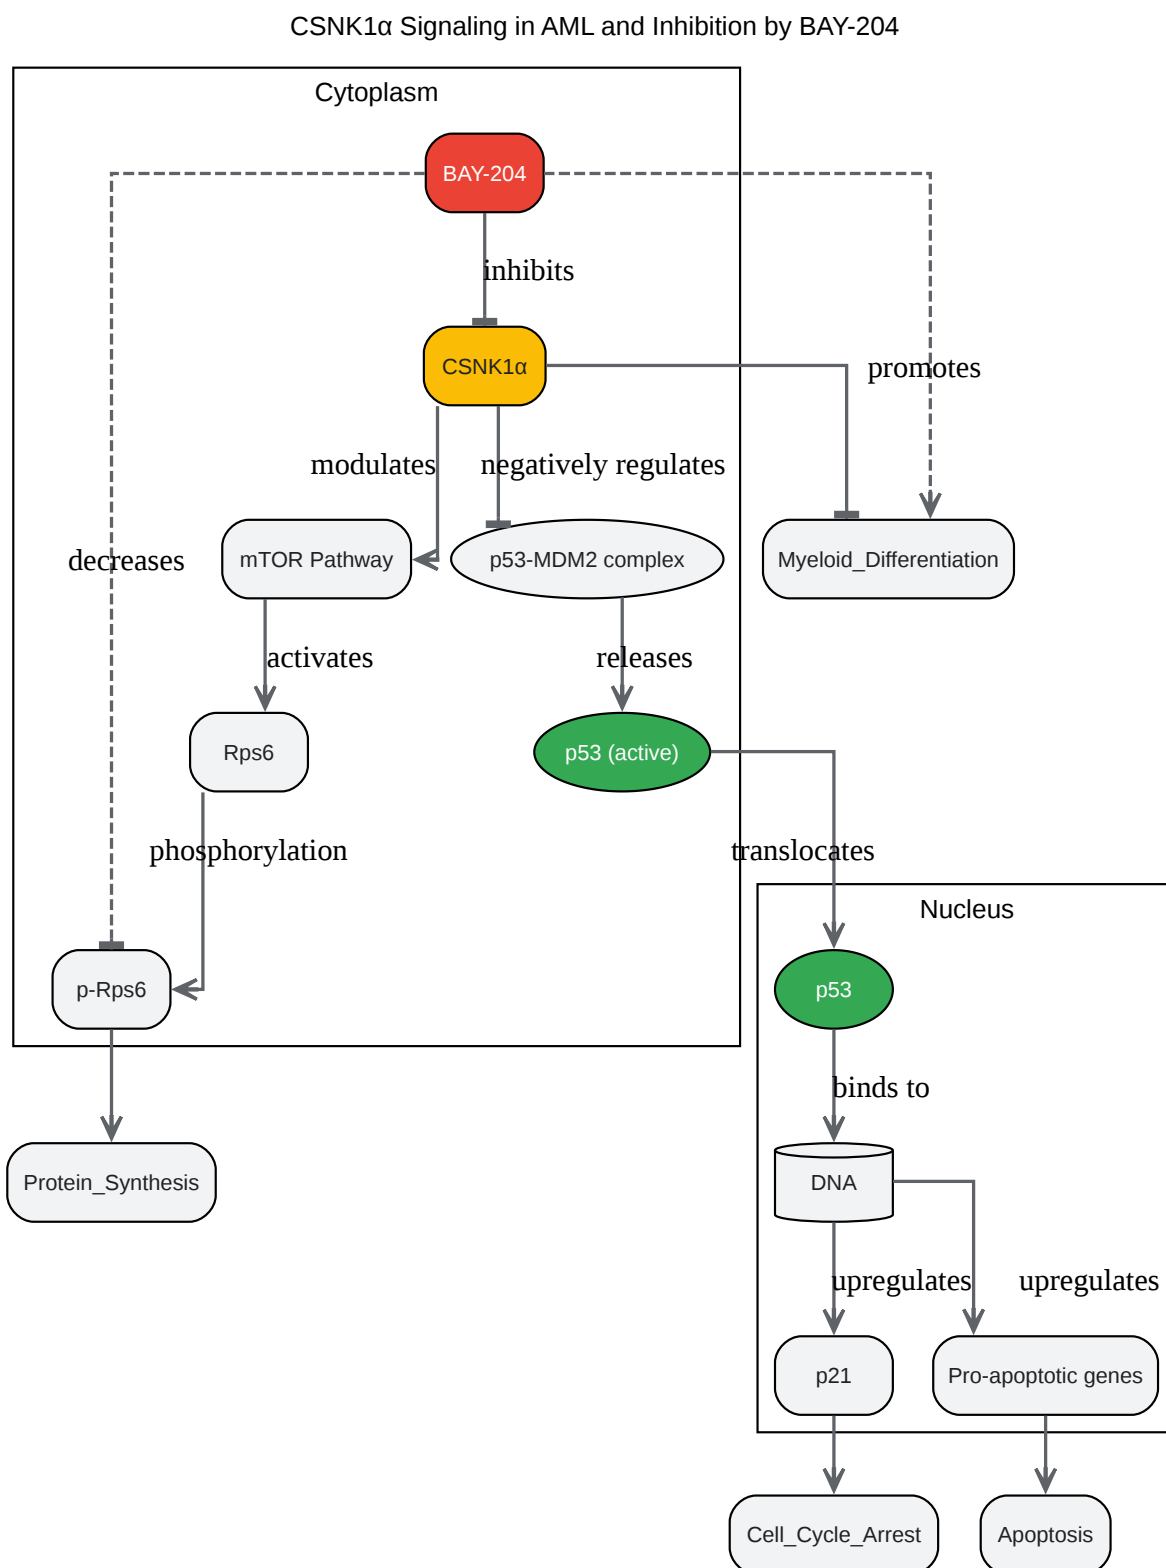 CSNK1α Signaling in AML and Inhibition by BAY-204
Cytoplasm
BAY-204
inhibits
CSNK1α
promotes
modulates
negatively regulates
decreases
mTOR Pathway
p53-MDM2 complex
Myeloid_Differentiation
activates
releases
Rps6
p53 (active)
phosphorylation
translocates
Nucleus
p-Rps6
p53
binds to
Protein_Synthesis
DNA
upregulates
upregulates
p21
Pro-apoptotic genes
Cell_Cycle_Arrest
Apoptosis